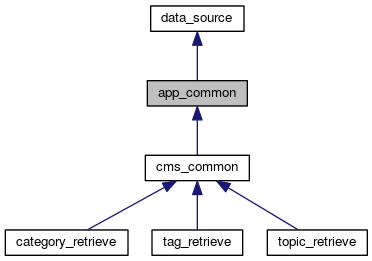 data_source
app_common
cms_common
category_retrieve
tag_retrieve
topic_retrieve